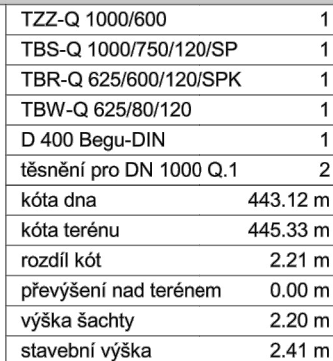 TZZ-Q 1000/600 1
TBS-Q 1000/750/120/SP 1
TBR-Q 625/600/120/SPK 1
TBW-Q 625/80/120 1
D 400 Begu-DIN 1
těsnění pro DN 1000 Q.1 2
kóta dna 443.12 m
kóta terénu 445.33 m
rozdíl kót 2.21 m
převýšení nad terénem 0.00 m
výška šachty 2.20 m
stavební výška 2.41 m